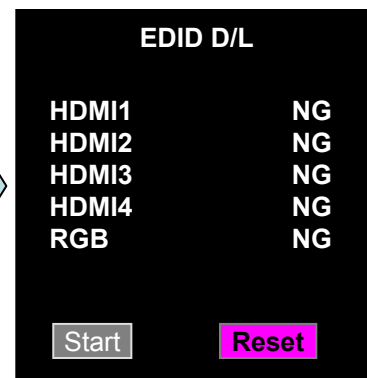 EDID D/L
HDMI1 NG
HDMI2 NG
HDMI3 NG
HDMI4 NG
RGB NG
Start Reset